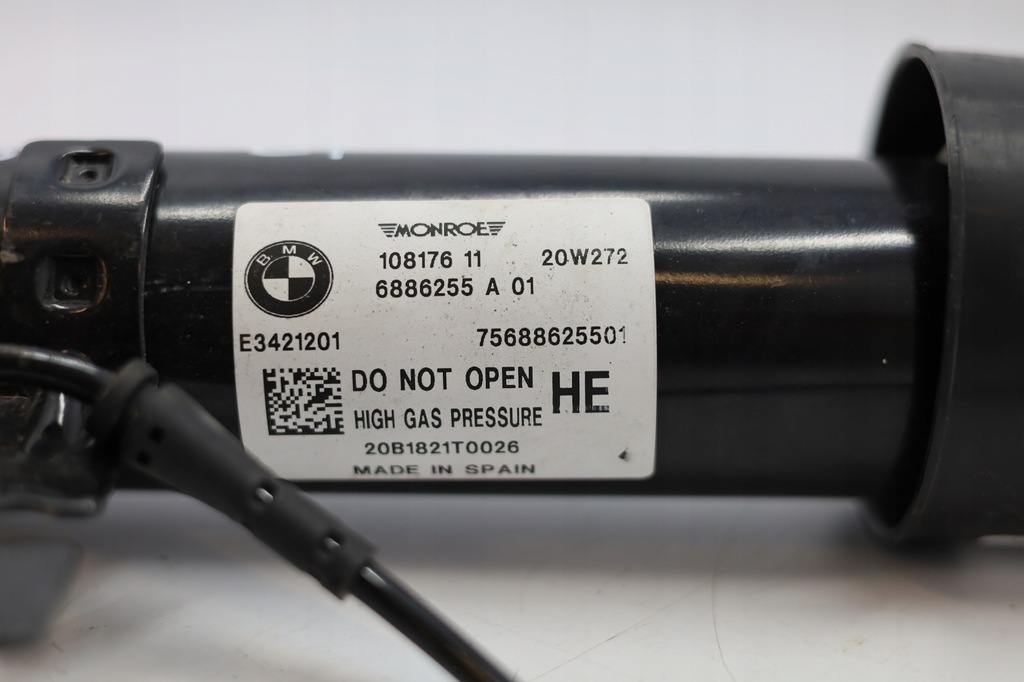 MONROE
BMW
108176 11 20W272
6886255 A 01
E3421201 75688625501
DO NOT OPEN HE
HIGH GAS PRESSURE
20B1821T0026
MADE IN SPAIN